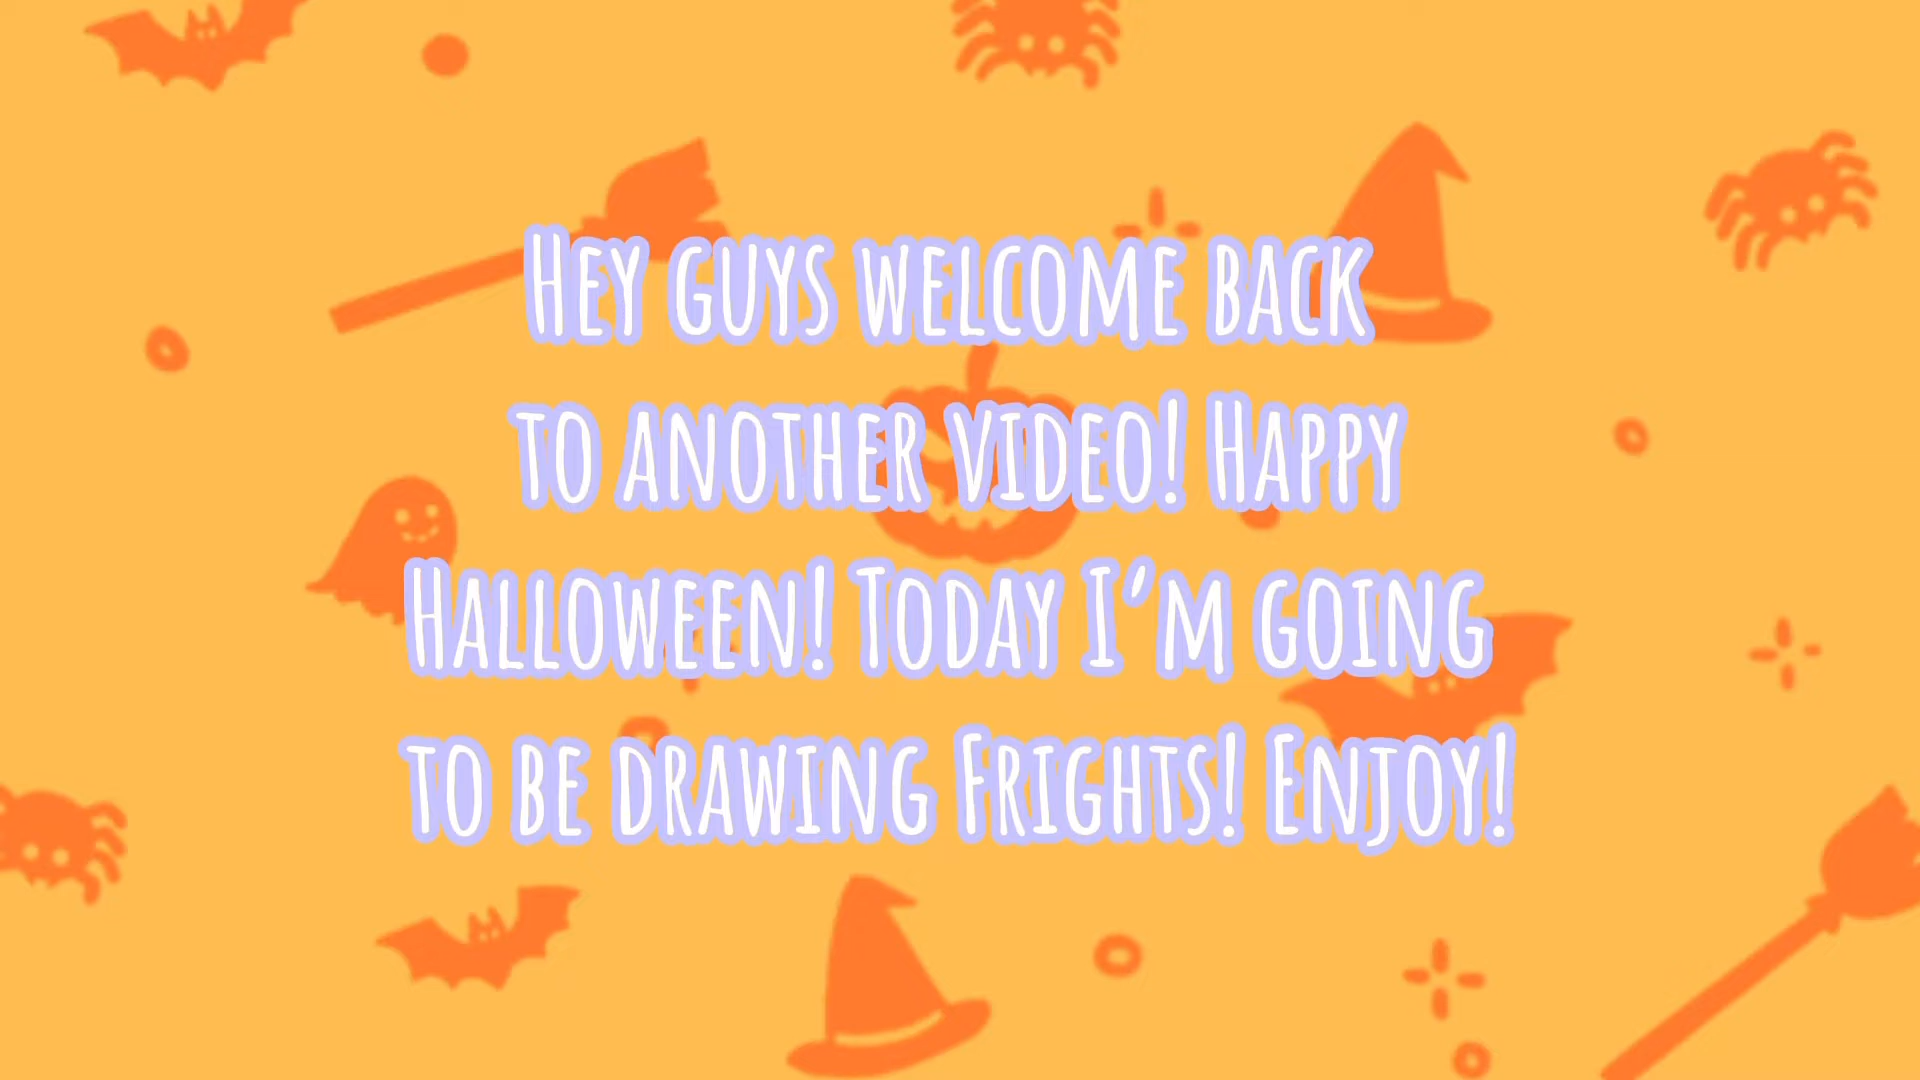 Hey guys welcome back
to another video! Happy
Halloween! Today I’m going
to be drawing Frights! Enjoy!